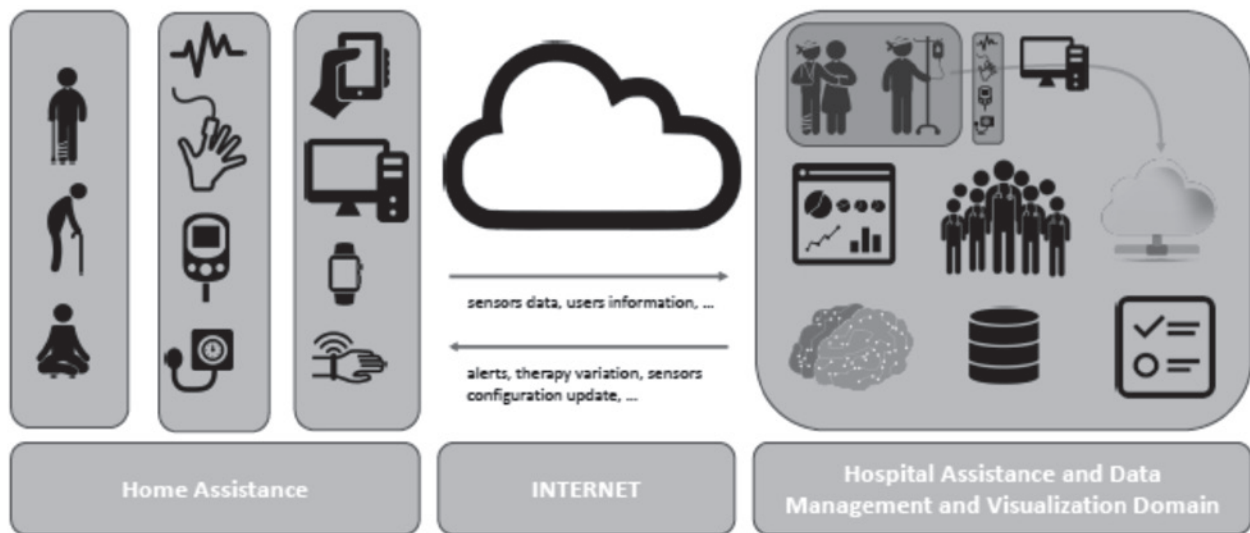 sensors data, users information, ...
alerts, therapy variation, sensors
configuration update, ...
Home Assistance
INTERNET
Hospital Assistance and Data
Management and Visualization Domain